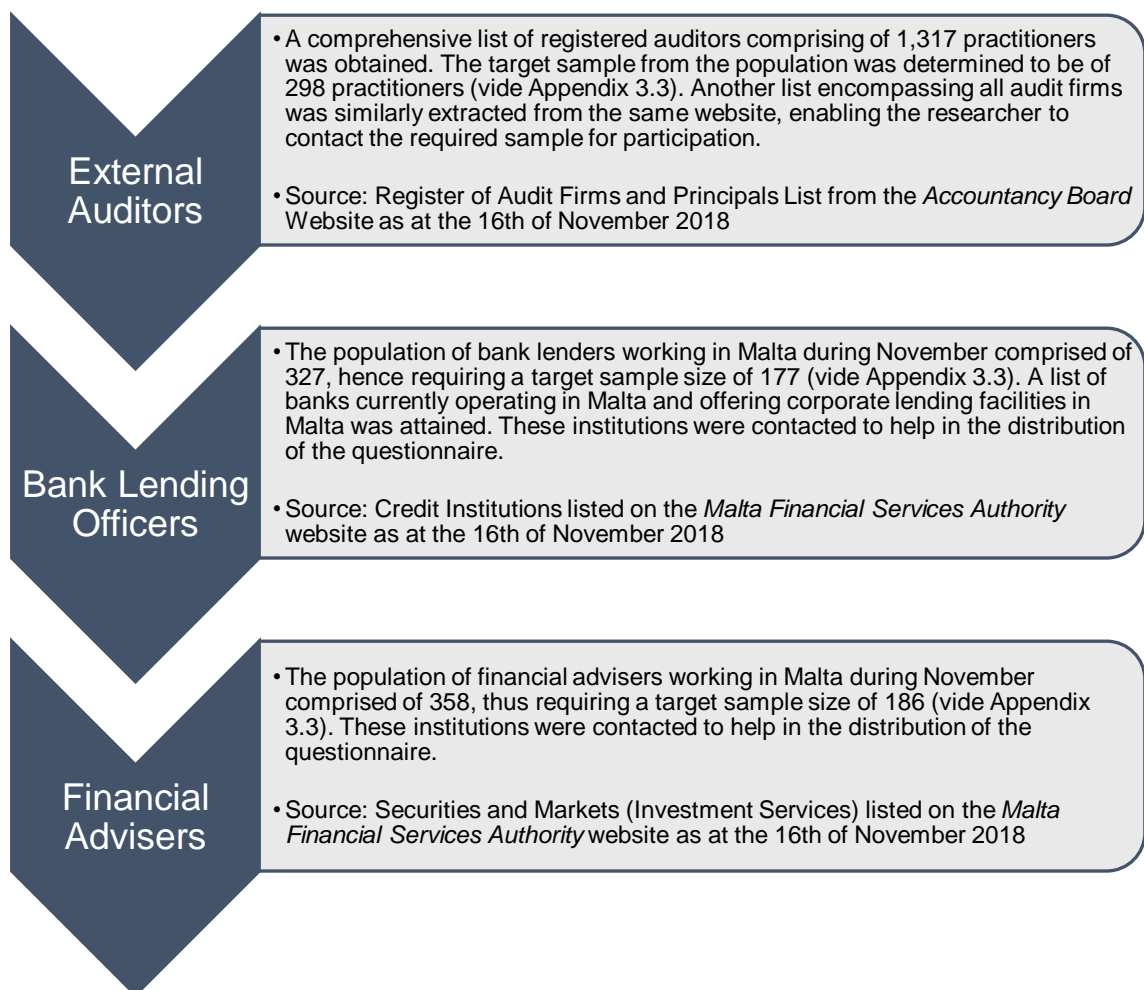 External
Auditors
• A comprehensive list of registered auditors comprising of 1,317 practitioners
was obtained. The target sample from the population was determined to be of
298 practitioners (vide Appendix 3.3). Another list encompassing all audit firms
was similarly extracted from the same website, enabling the researcher to
contact the required sample for participation.
• Source: Register of Audit Firms and Principals List from the Accountancy Board
Website as at the 16th of November 2018
Bank Lending
Officers
• The population of bank lenders working in Malta during November comprised of
327, hence requiring a target sample size of 177 (vide Appendix 3.3). A list of
banks currently operating in Malta and offering corporate lending facilities in
Malta was attained. These institutions were contacted to help in the distribution
of the questionnaire.
• Source: Credit Institutions listed on the Malta Financial Services Authority
website as at the 16th of November 2018
Financial
Advisers
• The population of financial advisers working in Malta during November
comprised of 358, thus requiring a target sample size of 186 (vide Appendix
3.3). These institutions were contacted to help in the distribution of the
questionnaire.
• Source: Securities and Markets (Investment Services) listed on the Malta
Financial Services Authority website as at the 16th of November 2018